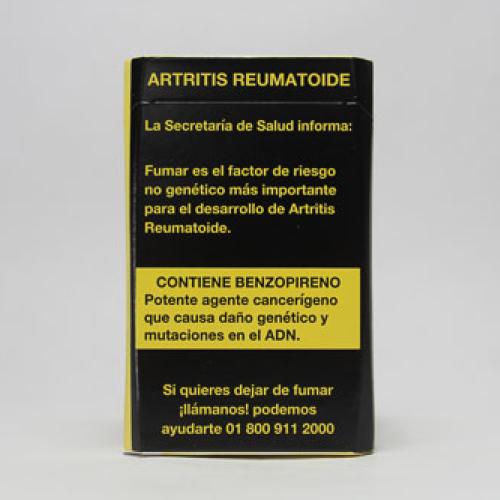 ARTRITIS REUMATOIDE
La Secretaría de Salud informa:
Fumar es el factor de riesgo
no genético más importante
para el desarrollo de Artritis
Reumatoide.
CONTIENE BENZOPIRENO
Potente agente cancerígeno
que causa daño genético y
mutaciones en el ADN.
Si quieres dejar de fumar
¡llámanos! podemos
ayudarte 01 800 911 2000